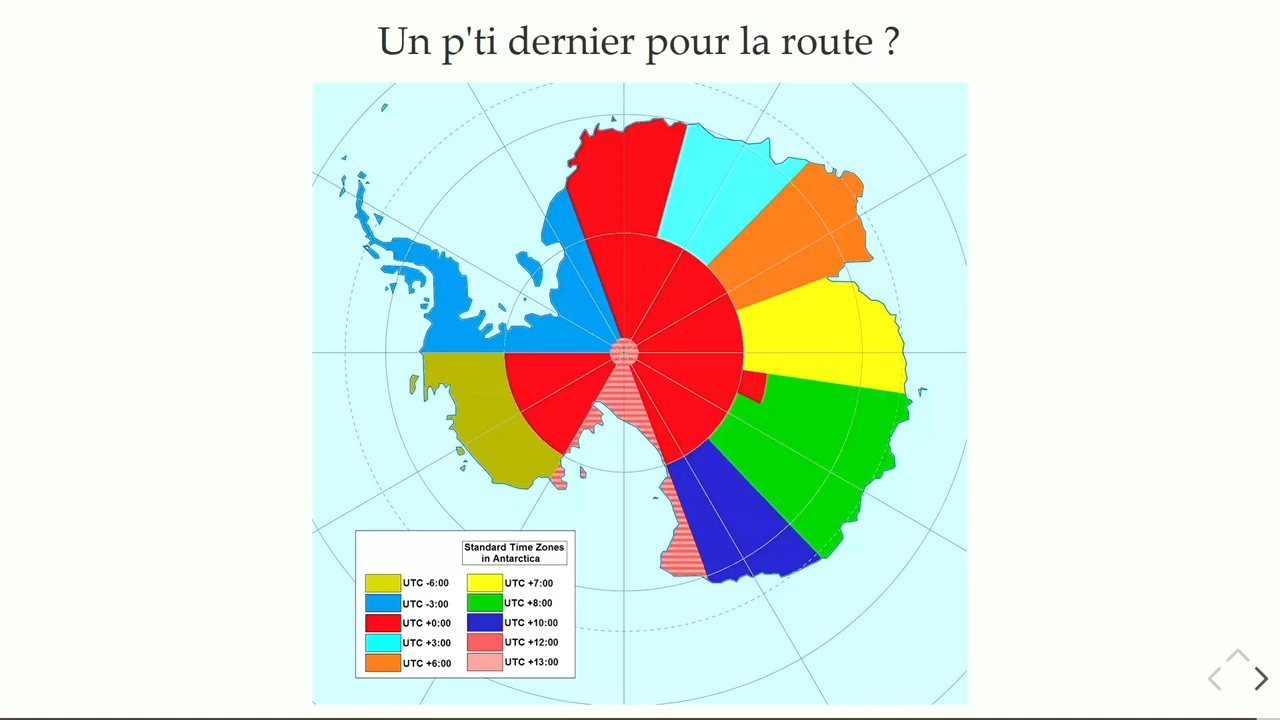 Un p'ti dernier pour la route ?
Standard Time Zones
in Antarctica
UTC -6:00
UTC -3:00
UTC +0:00
UTC +3:00
UTC +6:00
UTC +7:00
UTC +8:00
UTC +10:00
UTC +12:00
UTC +13:00